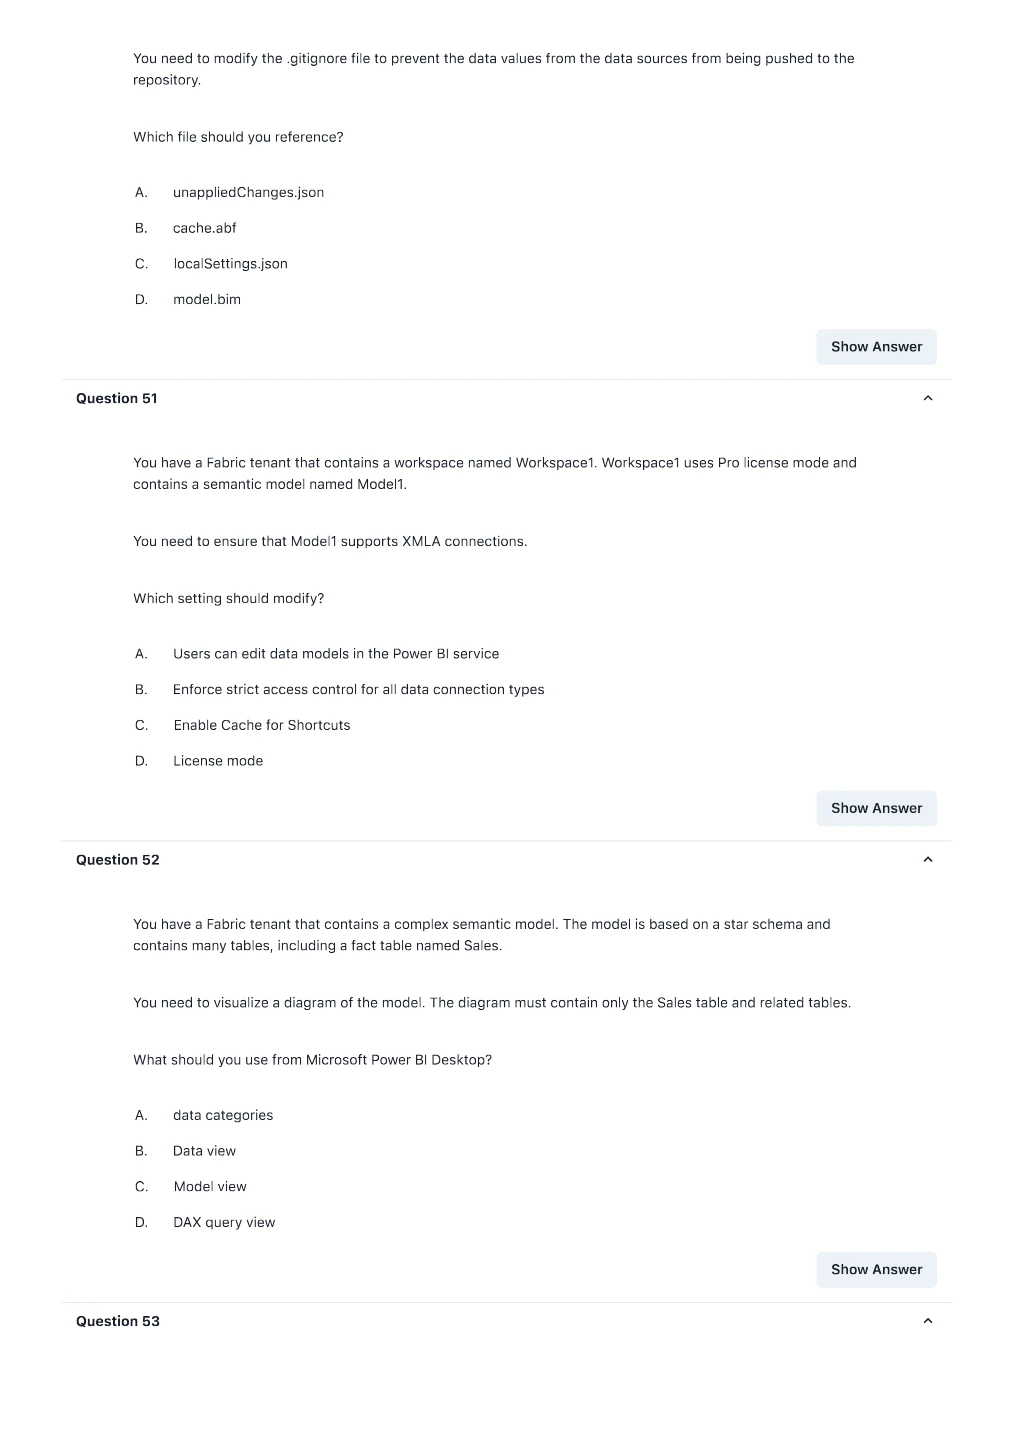 You need to modify the .gitignore file to prevent the data values from the data sources from being pushed to the
repository.
Which file should you reference?
A. unappliedChanges.json
B. cache.abf
C. localSettings.json
D. model.bim
Show Answer
Question 51
You have a Fabric tenant that contains a workspace named Workspace1. Workspace1 uses Pro license mode and
contains a semantic model named Model1.
You need to ensure that Model1 supports XMLA connections.
Which setting should modify?
A. Users can edit data models in the Power BI service
B. Enforce strict access control for all data connection types
C. Enable Cache for Shortcuts
D. License mode
Show Answer
Question 52
You have a Fabric tenant that contains a complex semantic model. The model is based on a star schema and
contains many tables, including a fact table named Sales.
You need to visualize a diagram of the model. The diagram must contain only the Sales table and related tables.
What should you use from Microsoft Power BI Desktop?
A. data categories
B. Data view
C. Model view
D. DAX query view
Show Answer
Question 53